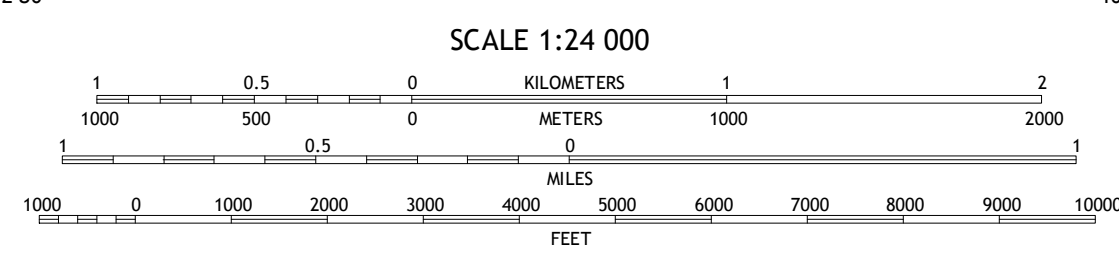 SCALE 1:24 000
1 0.5 0 KILOMETERS 1 2
1000 500 0 METERS 1000 2000
1 0.5 0 1
MILES
1000 0 1000 2000 3000 4000 5000 6000 7000 8000 9000 10000
FEET